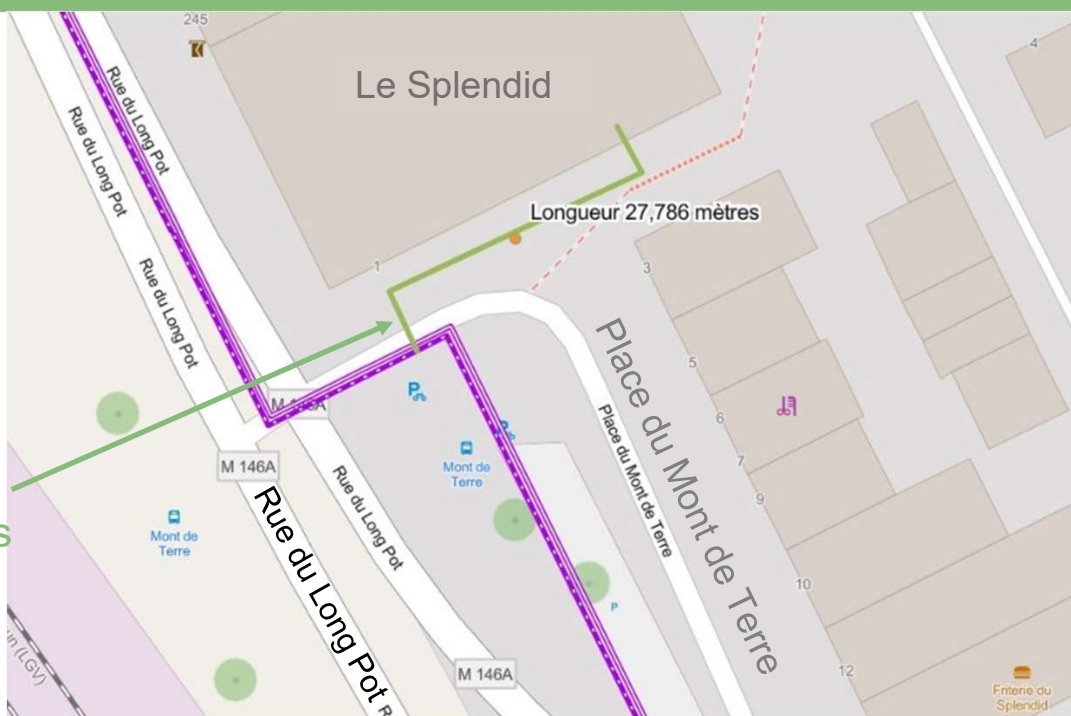 245
4
Le Splendid
Rue du Long Pot
Rue du Long Pot
Longueur 27,786 mètres
1
3
Rue du Long Pot
Place du Mont de Terre
5
6
7
9
10
12
Place du Mont de Terre
M 146A
M 146A
Mont de
Terre
Rue du Long Pot
Rue du Long Pot
Mont de
Terre
s
P
(LGV)
M 146A
R
Friterie du
Splendid